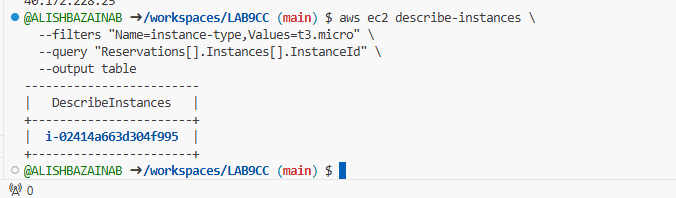 40.172.228.25
@ALISHBAZAINAB ➜/workspaces/LAB9CC (main) $ aws ec2 describe-instances \
--filters "Name=instance-type,Values=t3.micro" \
--query "Reservations[].Instances[].InstanceId" \
--output table
-------------------------
|   DescribeInstances   |
+-----------------------+
|  i-02414a663d304f995  |
+-----------------------+
@ALISHBAZAINAB ➜/workspaces/LAB9CC (main) $
0